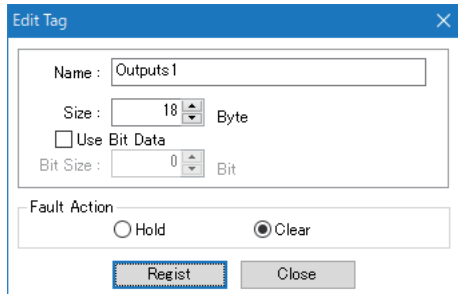 Edit Tag
Name : Outputs1
Size : 18 Byte
Use Bit Data
Bit Size : 0 Bit
Fault Action
Hold Clear
Regist Close